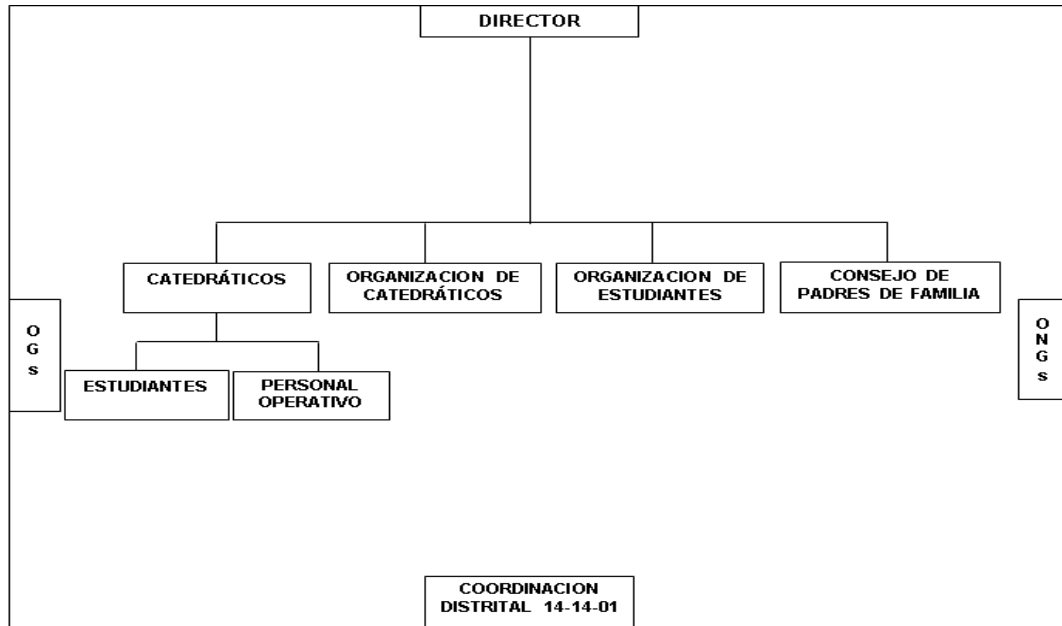 DIRECTOR
CATEDRÁTICOS
ORGANIZACION DE
CATEDRÁTICOS
ORGANIZACION DE
ESTUDIANTES
CONSEJO DE
PADRES DE FAMILIA
O
G
s
O
N
G
s
ESTUDIANTES
PERSONAL
OPERATIVO
COORDINACION
DISTRITAL 14-14-01